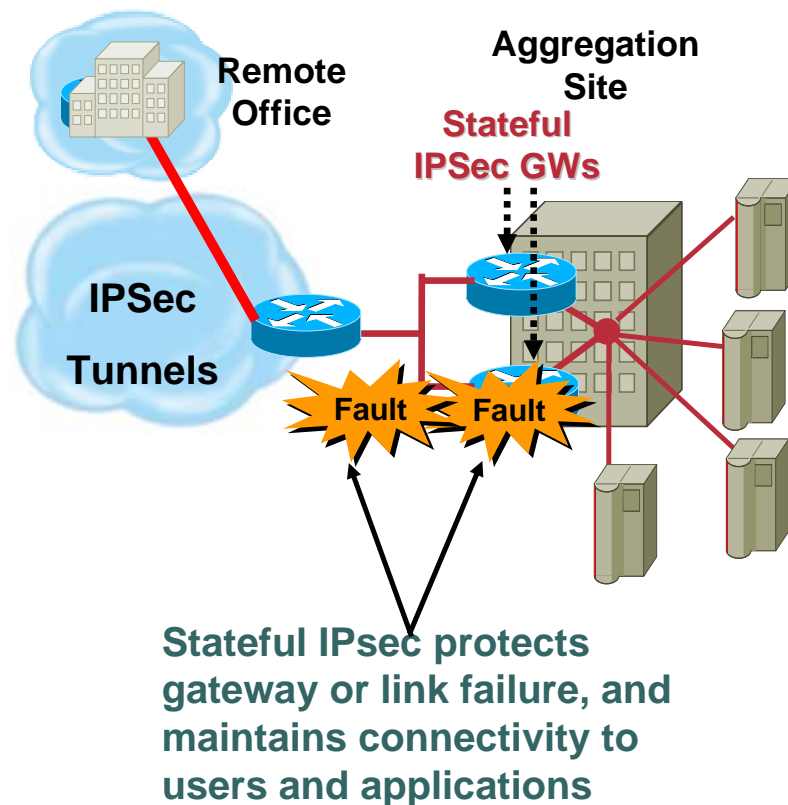 Remote
Office
Aggregation
Site
Stateful
IPSec GWs
IPSec
Tunnels
Fault
Fault
Stateful IPsec protects
gateway or link failure, and
maintains connectivity to
users and applications